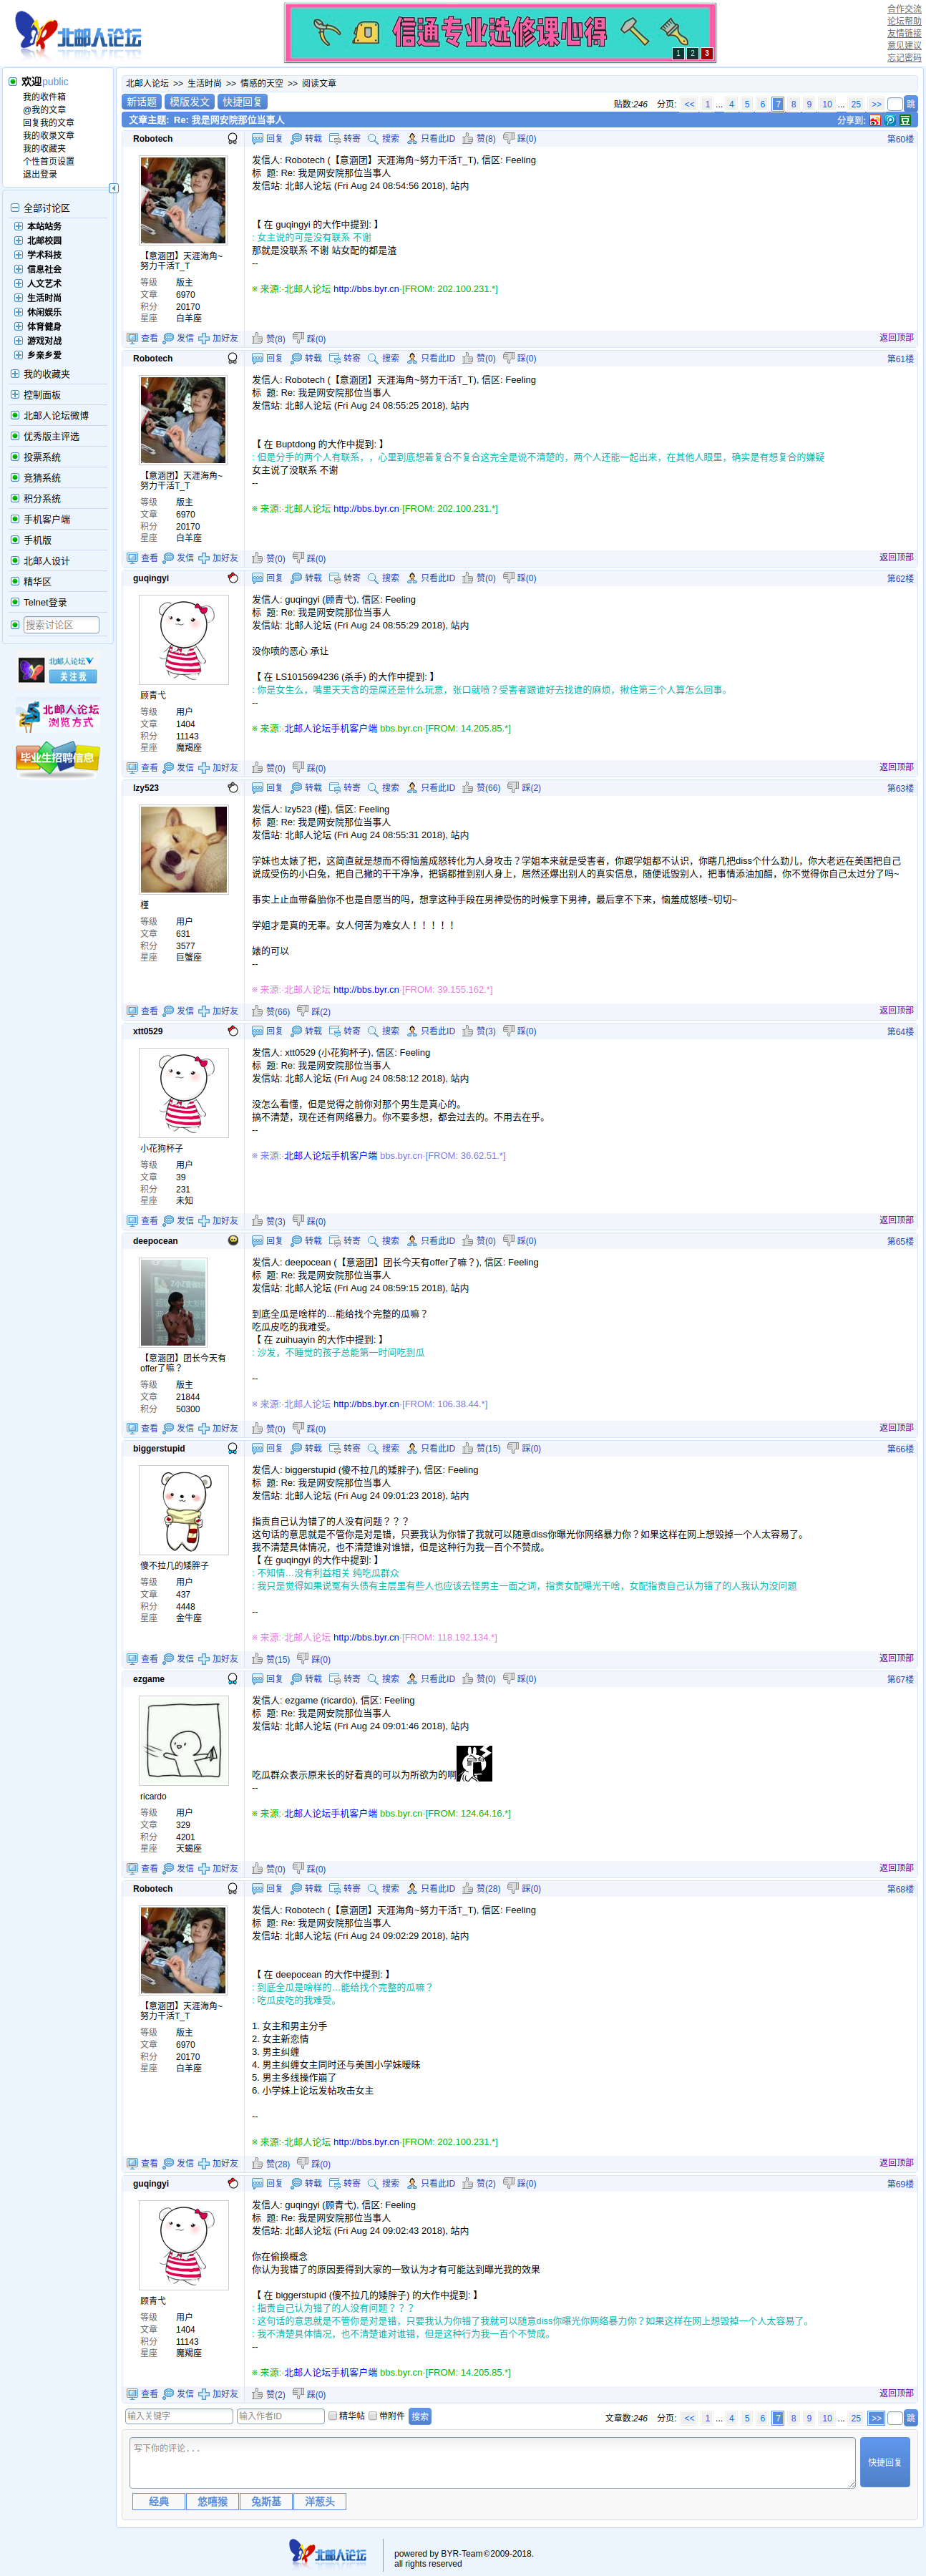 北邮人论坛
信通专业进步选修课心得
1 2 3
合作交流
论坛帮助
友情链接
意见建议
忘记密码
欢迎public
我的收件箱
@我的文章
回复我的文章
我的收录文章
我的收藏夹
个性首页设置
退出登录
全部讨论区
本站站务
北邮校园
学术科技
信息社会
人文艺术
生活时尚
休闲娱乐
体育健身
游戏对战
乡亲乡爱
我的收藏夹
控制面板
北邮人论坛微博
优秀版主评选
投票系统
竞猜系统
积分系统
手机客户端
手机版
北邮人设计
精华区
Telnet登录
搜索讨论区
北邮人论坛
关注我
北邮人论坛
浏览方式
毕业生招聘信息
北邮人论坛 >> 生活时尚 >> 情感的天空 >> 阅读文章
新话题 模版发文 快捷回复
贴数:246 分页: << 1 ... 4 5 6 7 8 9 10 ... 25 >> 跳
文章主题: Re: 我是网安院那位当事人
分享到: 豆
Robotech 回复 转载 转寄 搜索 只看此ID 赞(8) 踩(0) 第60楼
【意涵团】天涯海角~努力干活T_T
等级 版主
文章 6970
积分 20170
星座 白羊座
发信人: Robotech (【意涵团】天涯海角~努力干活T_T), 信区: Feeling
标 题: Re: 我是网安院那位当事人
发信站: 北邮人论坛 (Fri Aug 24 08:54:56 2018), 站内
【 在 guqingyi 的大作中提到: 】
: 女主说的可是没有联系 不谢
那就是没联系 不谢 站女配的都是渣
--
※ 来源:·北邮人论坛 http://bbs.byr.cn·[FROM: 202.100.231.*]
查看 发信 加好友 赞(8) 踩(0) 返回顶部
Robotech 回复 转载 转寄 搜索 只看此ID 赞(0) 踩(0) 第61楼
【意涵团】天涯海角~努力干活T_T
等级 版主
文章 6970
积分 20170
星座 白羊座
发信人: Robotech (【意涵团】天涯海角~努力干活T_T), 信区: Feeling
标 题: Re: 我是网安院那位当事人
发信站: 北邮人论坛 (Fri Aug 24 08:55:25 2018), 站内
【 在 Buptdong 的大作中提到: 】
: 但是分手的两个人有联系，，心里到底想着复合不复合这完全是说不清楚的，两个人还能一起出来，在其他人眼里，确实是有想复合的嫌疑
女主说了没联系 不谢
--
※ 来源:·北邮人论坛 http://bbs.byr.cn·[FROM: 202.100.231.*]
查看 发信 加好友 赞(0) 踩(0) 返回顶部
guqingyi 回复 转载 转寄 搜索 只看此ID 赞(0) 踩(0) 第62楼
顾青弋
等级 用户
文章 1404
积分 11143
星座 魔羯座
发信人: guqingyi (顾青弋), 信区: Feeling
标 题: Re: 我是网安院那位当事人
发信站: 北邮人论坛 (Fri Aug 24 08:55:29 2018), 站内
没你喷的恶心 承让
【 在 LS1015694236 (杀手) 的大作中提到: 】
: 你是女生么，嘴里天天含的是屎还是什么玩意，张口就喷？受害者跟谁好去找谁的麻烦，揪住第三个人算怎么回事。
--
※ 来源:·北邮人论坛手机客户端 bbs.byr.cn·[FROM: 14.205.85.*]
查看 发信 加好友 赞(0) 踩(0) 返回顶部
lzy523 回复 转载 转寄 搜索 只看此ID 赞(66) 踩(2) 第63楼
槿
等级 用户
文章 631
积分 3577
星座 巨蟹座
发信人: lzy523 (槿), 信区: Feeling
标 题: Re: 我是网安院那位当事人
发信站: 北邮人论坛 (Fri Aug 24 08:55:31 2018), 站内
学妹也太婊了把，这简直就是想而不得恼羞成怒转化为人身攻击？学姐本来就是受害者，你跟学姐都不认识，你瞎几把diss个什么劲儿，你大老远在美国把自己
说成受伤的小白兔，把自己撇的干干净净，把锅都推到别人身上，居然还爆出别人的真实信息，随便诋毁别人，把事情添油加醋，你不觉得你自己太过分了吗~
事实上止血带备胎你不也是自愿当的吗，想拿这种手段在男神受伤的时候拿下男神，最后拿不下来，恼羞成怒喽~切切~
学姐才是真的无辜。女人何苦为难女人！！！！！
婊的可以
--
※ 来源:·北邮人论坛 http://bbs.byr.cn·[FROM: 39.155.162.*]
查看 发信 加好友 赞(66) 踩(2) 返回顶部
xtt0529 回复 转载 转寄 搜索 只看此ID 赞(3) 踩(0) 第64楼
小花狗杯子
等级 用户
文章 39
积分 231
星座 未知
发信人: xtt0529 (小花狗杯子), 信区: Feeling
标 题: Re: 我是网安院那位当事人
发信站: 北邮人论坛 (Fri Aug 24 08:58:12 2018), 站内
没怎么看懂，但是觉得之前你对那个男生是真心的。
搞不清楚，现在还有网络暴力。你不要多想，都会过去的。不用去在乎。
--
※ 来源:·北邮人论坛手机客户端 bbs.byr.cn·[FROM: 36.62.51.*]
查看 发信 加好友 赞(3) 踩(0) 返回顶部
deepocean 回复 转载 转寄 搜索 只看此ID 赞(0) 踩(0) 第65楼
【意涵团】团长今天有offer了嘛？
等级 版主
文章 21844
积分 50300
发信人: deepocean (【意涵团】团长今天有offer了嘛？), 信区: Feeling
标 题: Re: 我是网安院那位当事人
发信站: 北邮人论坛 (Fri Aug 24 08:59:15 2018), 站内
到底全瓜是啥样的…能给找个完整的瓜嘛？
吃瓜皮吃的我难受。
【 在 zuihuayin 的大作中提到: 】
: 沙发，不睡觉的孩子总能第一时间吃到瓜
--
※ 来源:·北邮人论坛 http://bbs.byr.cn·[FROM: 106.38.44.*]
查看 发信 加好友 赞(0) 踩(0) 返回顶部
biggerstupid 回复 转载 转寄 搜索 只看此ID 赞(15) 踩(0) 第66楼
傻不拉几的矮胖子
等级 用户
文章 437
积分 4448
星座 金牛座
发信人: biggerstupid (傻不拉几的矮胖子), 信区: Feeling
标 题: Re: 我是网安院那位当事人
发信站: 北邮人论坛 (Fri Aug 24 09:01:23 2018), 站内
指责自己认为错了的人没有问题？？？
这句话的意思就是不管你是对是错，只要我认为你错了我就可以随意diss你曝光你网络暴力你？如果这样在网上想毁掉一个人太容易了。
我不清楚具体情况，也不清楚谁对谁错，但是这种行为我一百个不赞成。
【 在 guqingyi 的大作中提到: 】
: 不知情…没有利益相关 纯吃瓜群众
: 我只是觉得如果说冤有头债有主层里有些人也应该去怪男主一面之词，指责女配曝光干啥，女配指责自己认为错了的人我认为没问题
--
※ 来源:·北邮人论坛 http://bbs.byr.cn·[FROM: 118.192.134.*]
查看 发信 加好友 赞(15) 踩(0) 返回顶部
ezgame 回复 转载 转寄 搜索 只看此ID 赞(0) 踩(0) 第67楼
ricardo
等级 用户
文章 329
积分 4201
星座 天蝎座
发信人: ezgame (ricardo), 信区: Feeling
标 题: Re: 我是网安院那位当事人
发信站: 北邮人论坛 (Fri Aug 24 09:01:46 2018), 站内
吃瓜群众表示原来长的好看真的可以为所欲为的啊
--
※ 来源:·北邮人论坛手机客户端 bbs.byr.cn·[FROM: 124.64.16.*]
查看 发信 加好友 赞(0) 踩(0) 返回顶部
Robotech 回复 转载 转寄 搜索 只看此ID 赞(28) 踩(0) 第68楼
【意涵团】天涯海角~努力干活T_T
等级 版主
文章 6970
积分 20170
星座 白羊座
发信人: Robotech (【意涵团】天涯海角~努力干活T_T), 信区: Feeling
标 题: Re: 我是网安院那位当事人
发信站: 北邮人论坛 (Fri Aug 24 09:02:29 2018), 站内
【 在 deepocean 的大作中提到: 】
: 到底全瓜是啥样的…能给找个完整的瓜嘛？
: 吃瓜皮吃的我难受。
1. 女主和男主分手
2. 女主新恋情
3. 男主纠缠
4. 男主纠缠女主同时还与美国小学妹暧昧
5. 男主多线操作崩了
6. 小学妹上论坛发帖攻击女主
--
※ 来源:·北邮人论坛 http://bbs.byr.cn·[FROM: 202.100.231.*]
查看 发信 加好友 赞(28) 踩(0) 返回顶部
guqingyi 回复 转载 转寄 搜索 只看此ID 赞(2) 踩(0) 第69楼
顾青弋
等级 用户
文章 1404
积分 11143
星座 魔羯座
发信人: guqingyi (顾青弋), 信区: Feeling
标 题: Re: 我是网安院那位当事人
发信站: 北邮人论坛 (Fri Aug 24 09:02:43 2018), 站内
你在偷换概念
你认为我错了的原因要得到大家的一致认为才有可能达到曝光我的效果
【 在 biggerstupid (傻不拉几的矮胖子) 的大作中提到: 】
: 指责自己认为错了的人没有问题？？？
: 这句话的意思就是不管你是对是错，只要我认为你错了我就可以随意diss你曝光你网络暴力你？如果这样在网上想毁掉一个人太容易了。
: 我不清楚具体情况，也不清楚谁对谁错，但是这种行为我一百个不赞成。
--
※ 来源:·北邮人论坛手机客户端 bbs.byr.cn·[FROM: 14.205.85.*]
查看 发信 加好友 赞(2) 踩(0) 返回顶部
输入关键字 输入作者ID 精华帖 带附件 搜索
文章数:246 分页: << 1 ... 4 5 6 7 8 9 10 ... 25 >> 跳
写下你的评论...
快捷回复
经典 悠嘻猴 兔斯基 洋葱头
北邮人论坛
powered by BYR-Team©2009-2018.
all rights reserved